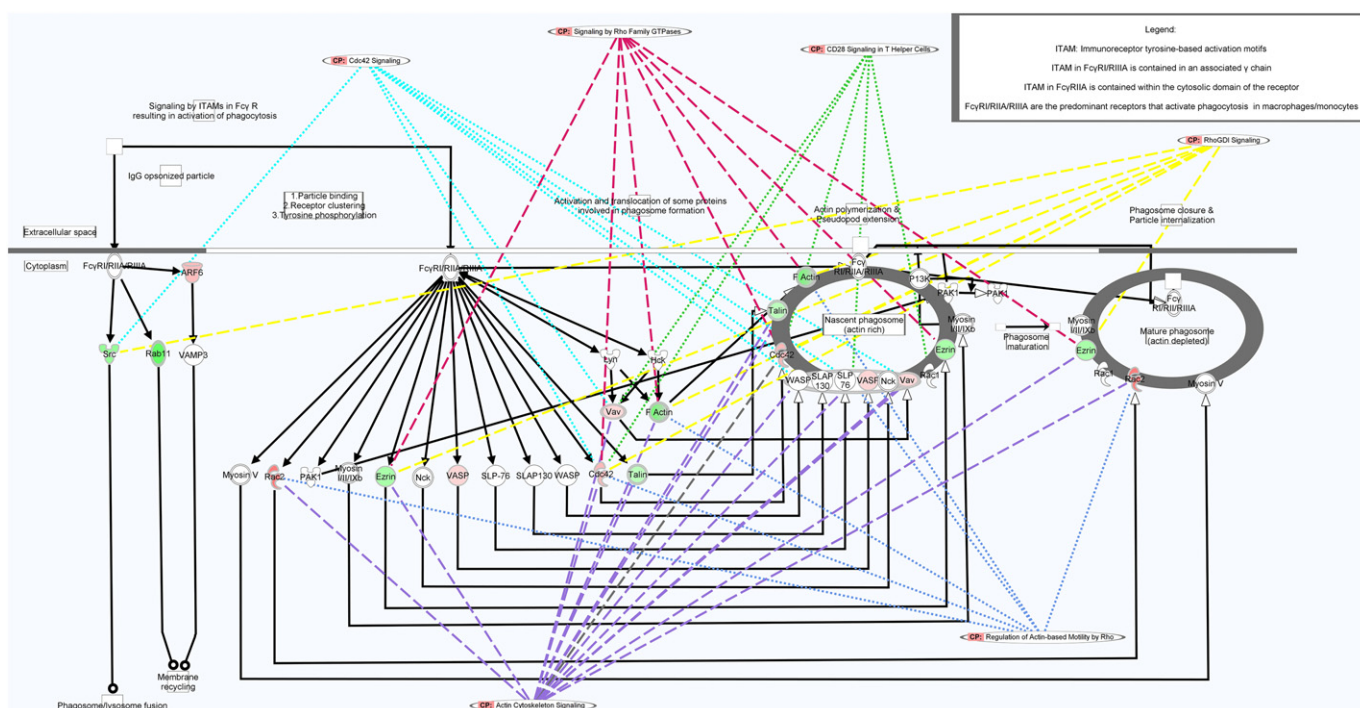 CP: Signaling by Rho Family GTPases
CP: Cdc42 Signaling
CP: CD28 Signaling in T Helper Cells
Legend:
ITAM: Immunoreceptor tyrosine-based activation motifs
ITAM in FcγRI/RIIIA is contained in an associated γ chain
ITAM in FcγRIIA is contained within the cytosolic domain of the receptor
FcγRI/RIIA/RIIIA are the predominant receptors that activate phagocytosis in macrophages/monocytes
Signaling by ITAMs in Fcγ R
resulting in activation of phagocytosis
CP: RhoGDI Signaling
IgG opsonized particle
1.Particle binding
2.Receptor clustering
3.Tyrosine phosphorylation
Activation and translocation of some proteins
involved in phagosome formation
Actin polymerization &
Pseudopod extension
Phagosome closure &
Particle internalization
Extracellular space
Cytoplasm
FcγRI/RIIA/RIIIA
ARF6
FcγRI/RIIA/RIIIA
F Actin
Fcγ
RI/RIIA/RIIIA
P13K
PAK1
PAK1
Fcγ
RI/RII/RIIIA
Talin
Nascent phagosome
(actin rich)
Myosin
I/II/IXb
Phagosome
maturation
Myosin
I/II/IXb
Mature phagosome
(actin depleted)
Src
Rab11
VAMP3
Lyn
Hck
Cdc42
Ezrin
Ezrin
WASP
SLAP
130
SLP
76
VASP
Nck
Vav
Rac1
Rac1
Rac2
Myosin V
Vav
F Actin
Myosin V
Rac2
PAK1
Myosin
I/II/IXb
Ezrin
Nck
VASP
SLP-76
SLAP130
WASP
Cdc42
Talin
CP: Regulation of Actin-based Motility by Rho
Membrane
recycling
Phagosome/lysosome fusion
CP: Actin Cytoskeleton Signaling